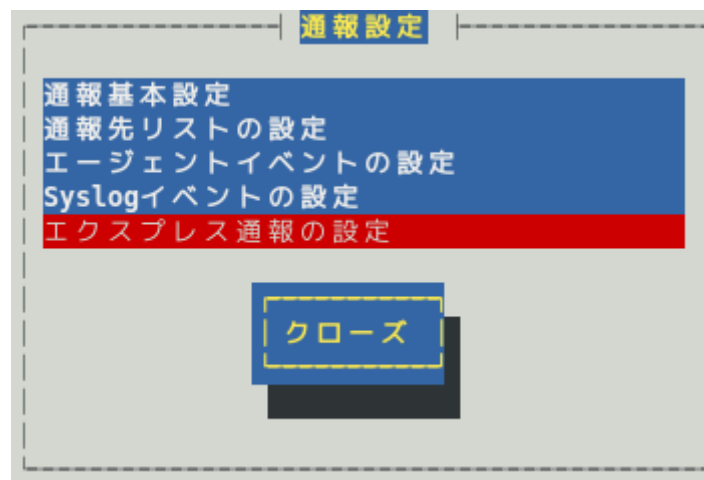 通報設定
通報基本設定
通報先リストの設定
エージェントイベントの設定
Syslogイベントの設定
エクスプレス通報の設定
クローズ